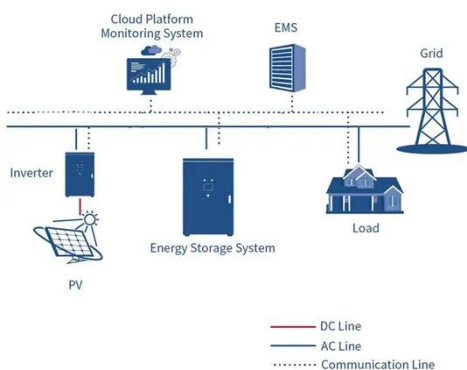 Cloud Platform
Monitoring System
EMS
Grid
Inverter
Energy Storage System
Load
PV
DC Line
AC Line
Communication Line